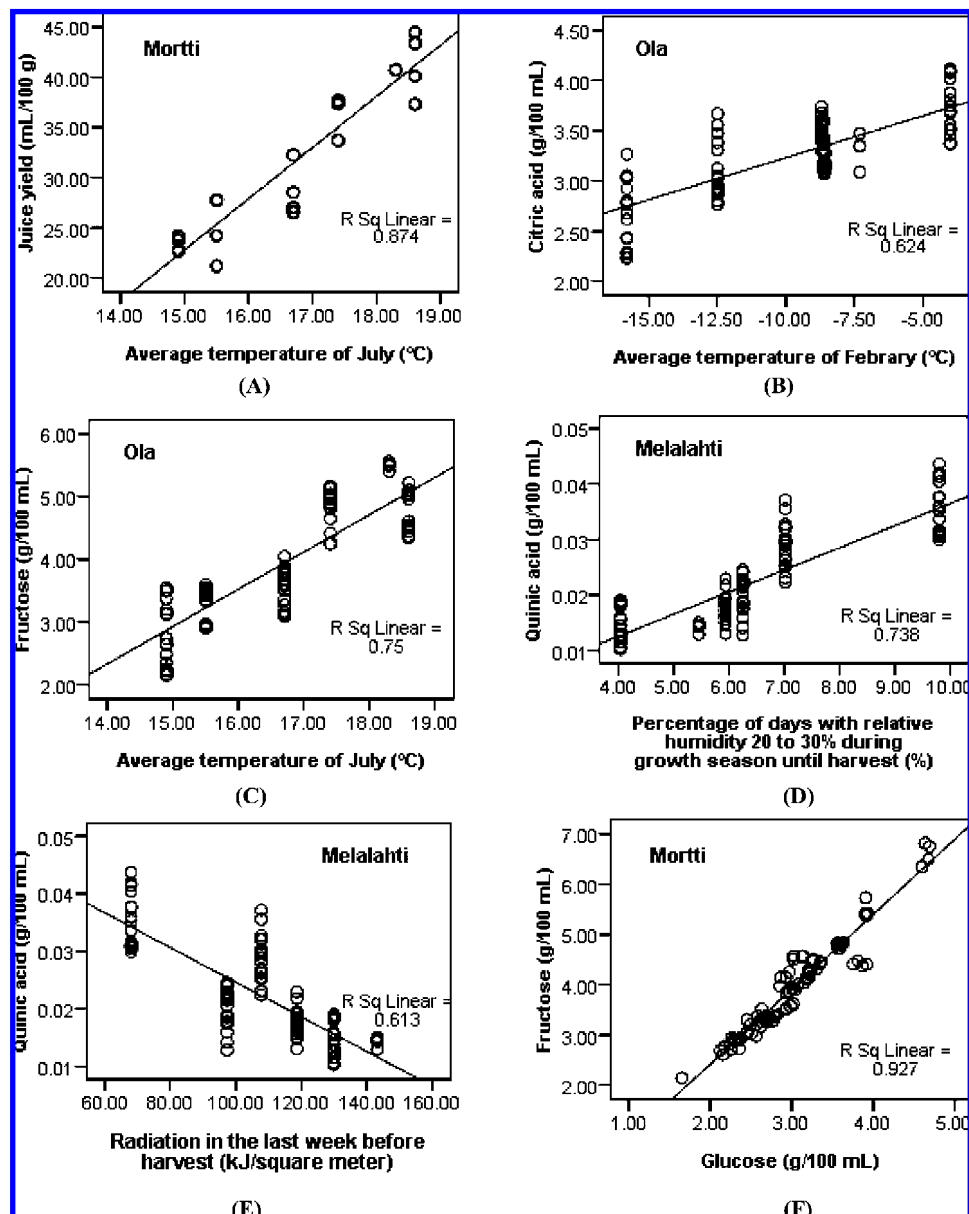 Mortti
Juice yield (mL/100 g)
45.00
40.00
35.00
30.00
25.00
20.00
R Sq Linear =
0.874
14.00 15.00 16.00 17.00 18.00 19.00
Average temperature of July (°C)
(A)
Ola
Citric acid (g/100 mL)
4.50
4.00
3.50
3.00
2.50
2.00
R Sq Linear =
0.624
-15.00 -12.50 -10.00 -7.50 -5.00
Average temperature of Febrary (°C)
(B)
Ola
Fructose (g/100 mL)
6.00
5.00
4.00
3.00
2.00
R Sq Linear =
0.75
14.00 15.00 16.00 17.00 18.00 19.00
Average temperature of July (°C)
(C)
Melalahti
Quinic acid (g/100 mL)
0.05
0.04
0.03
0.02
0.01
R Sq Linear =
0.738
4.00 5.00 6.00 7.00 8.00 9.00 10.00
Percentage of days with relative
humidity 20 to 30% during
growth season until harvest (%)
(D)
Melalahti
Quinic acid (g/100 mL)
0.05
0.04
0.03
0.02
0.01
R Sq Linear =
0.613
60.00 80.00 100.00 120.00 140.00 160.00
Radiation in the last week before
harvest (kJ/square meter)
(E)
Mortti
Fructose (g/100 mL)
7.00
6.00
5.00
4.00
3.00
2.00
R Sq Linear =
0.927
1.00 2.00 3.00 4.00 5.00
Glucose (g/100 mL)
(F)